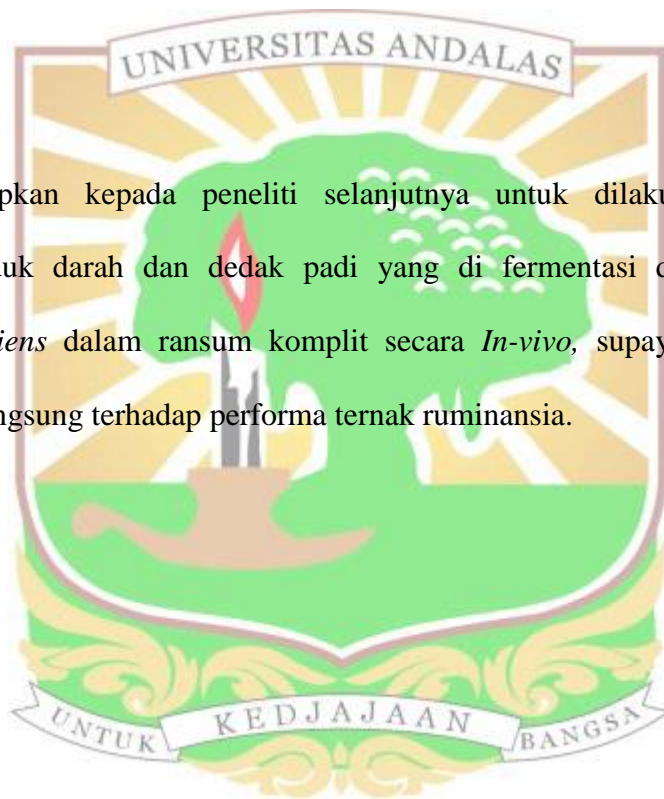 UNIVERSITAS ANDALAS
pkan kepada peneliti selanjutnya untuk dilaku
uk darah dan dedak padi yang di fermentasi d
iens dalam ransum komplit secara In-vivo, supay
ngsung terhadap performa ternak ruminansia.
UNTUK KEDJAJAAN BANGSA